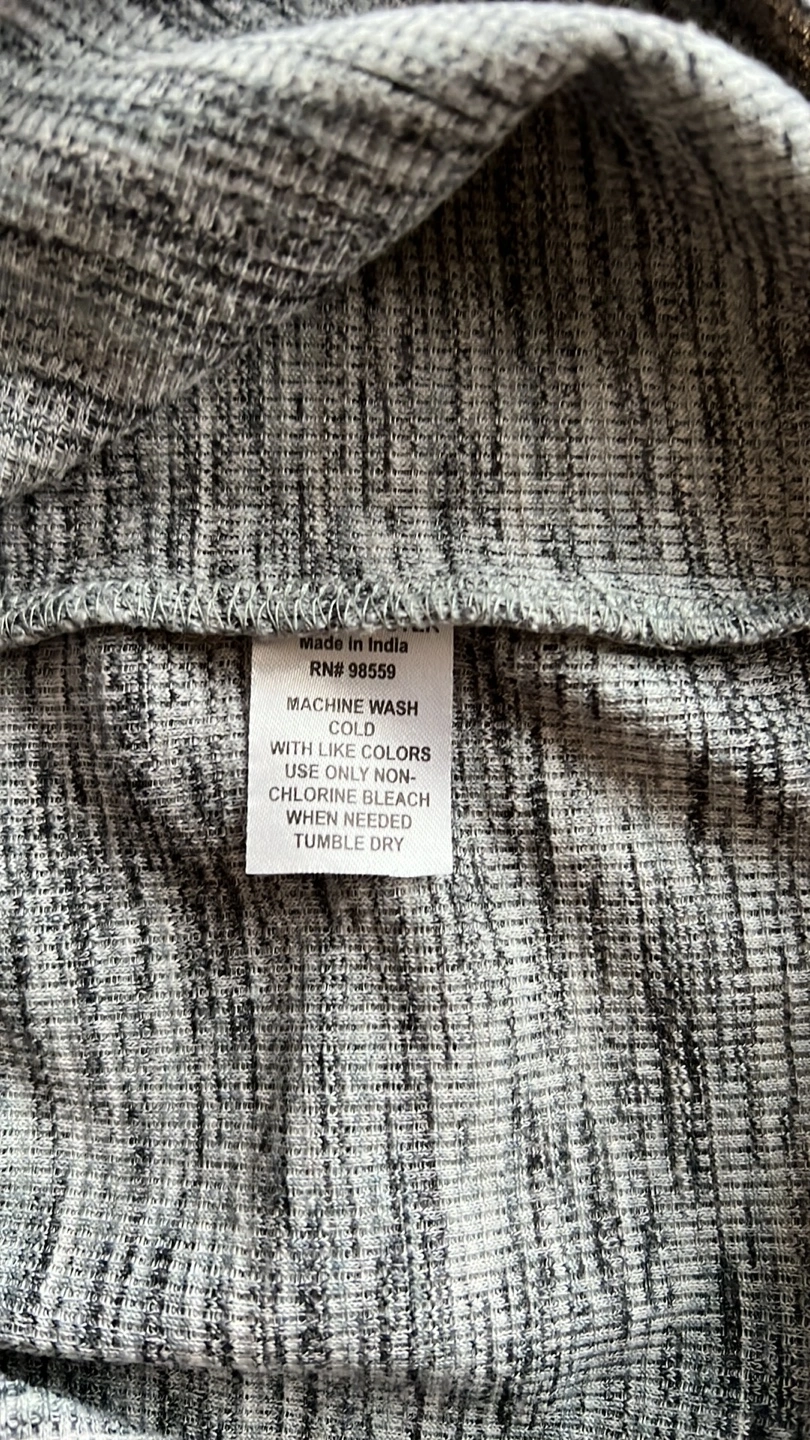 Made in India
RN# 98559
MACHINE WASH
COLD
WITH LIKE COLORS
USE ONLY NON-
CHLORINE BLEACH
WHEN NEEDED
TUMBLE DRY